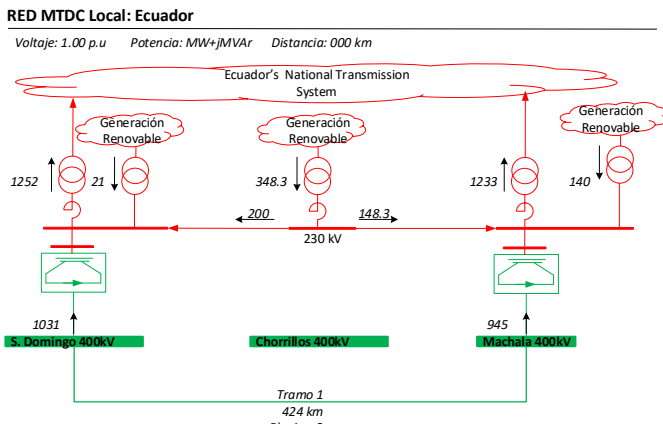 RED MTDC Local: Ecuador
Voltaje: 1.00 p.u Potencia: MW+jMVAr Distancia: 000 km
Ecuador's National Transmission
System
Generación
Renovable
Generación
Renovable
Generación
Renovable
1252
21
348.3
1233
140
200
148.3
230 kV
1031
945
S. Domingo 400kV
Chorrillos 400kV
Machala 400kV
Tramo 1
424 km